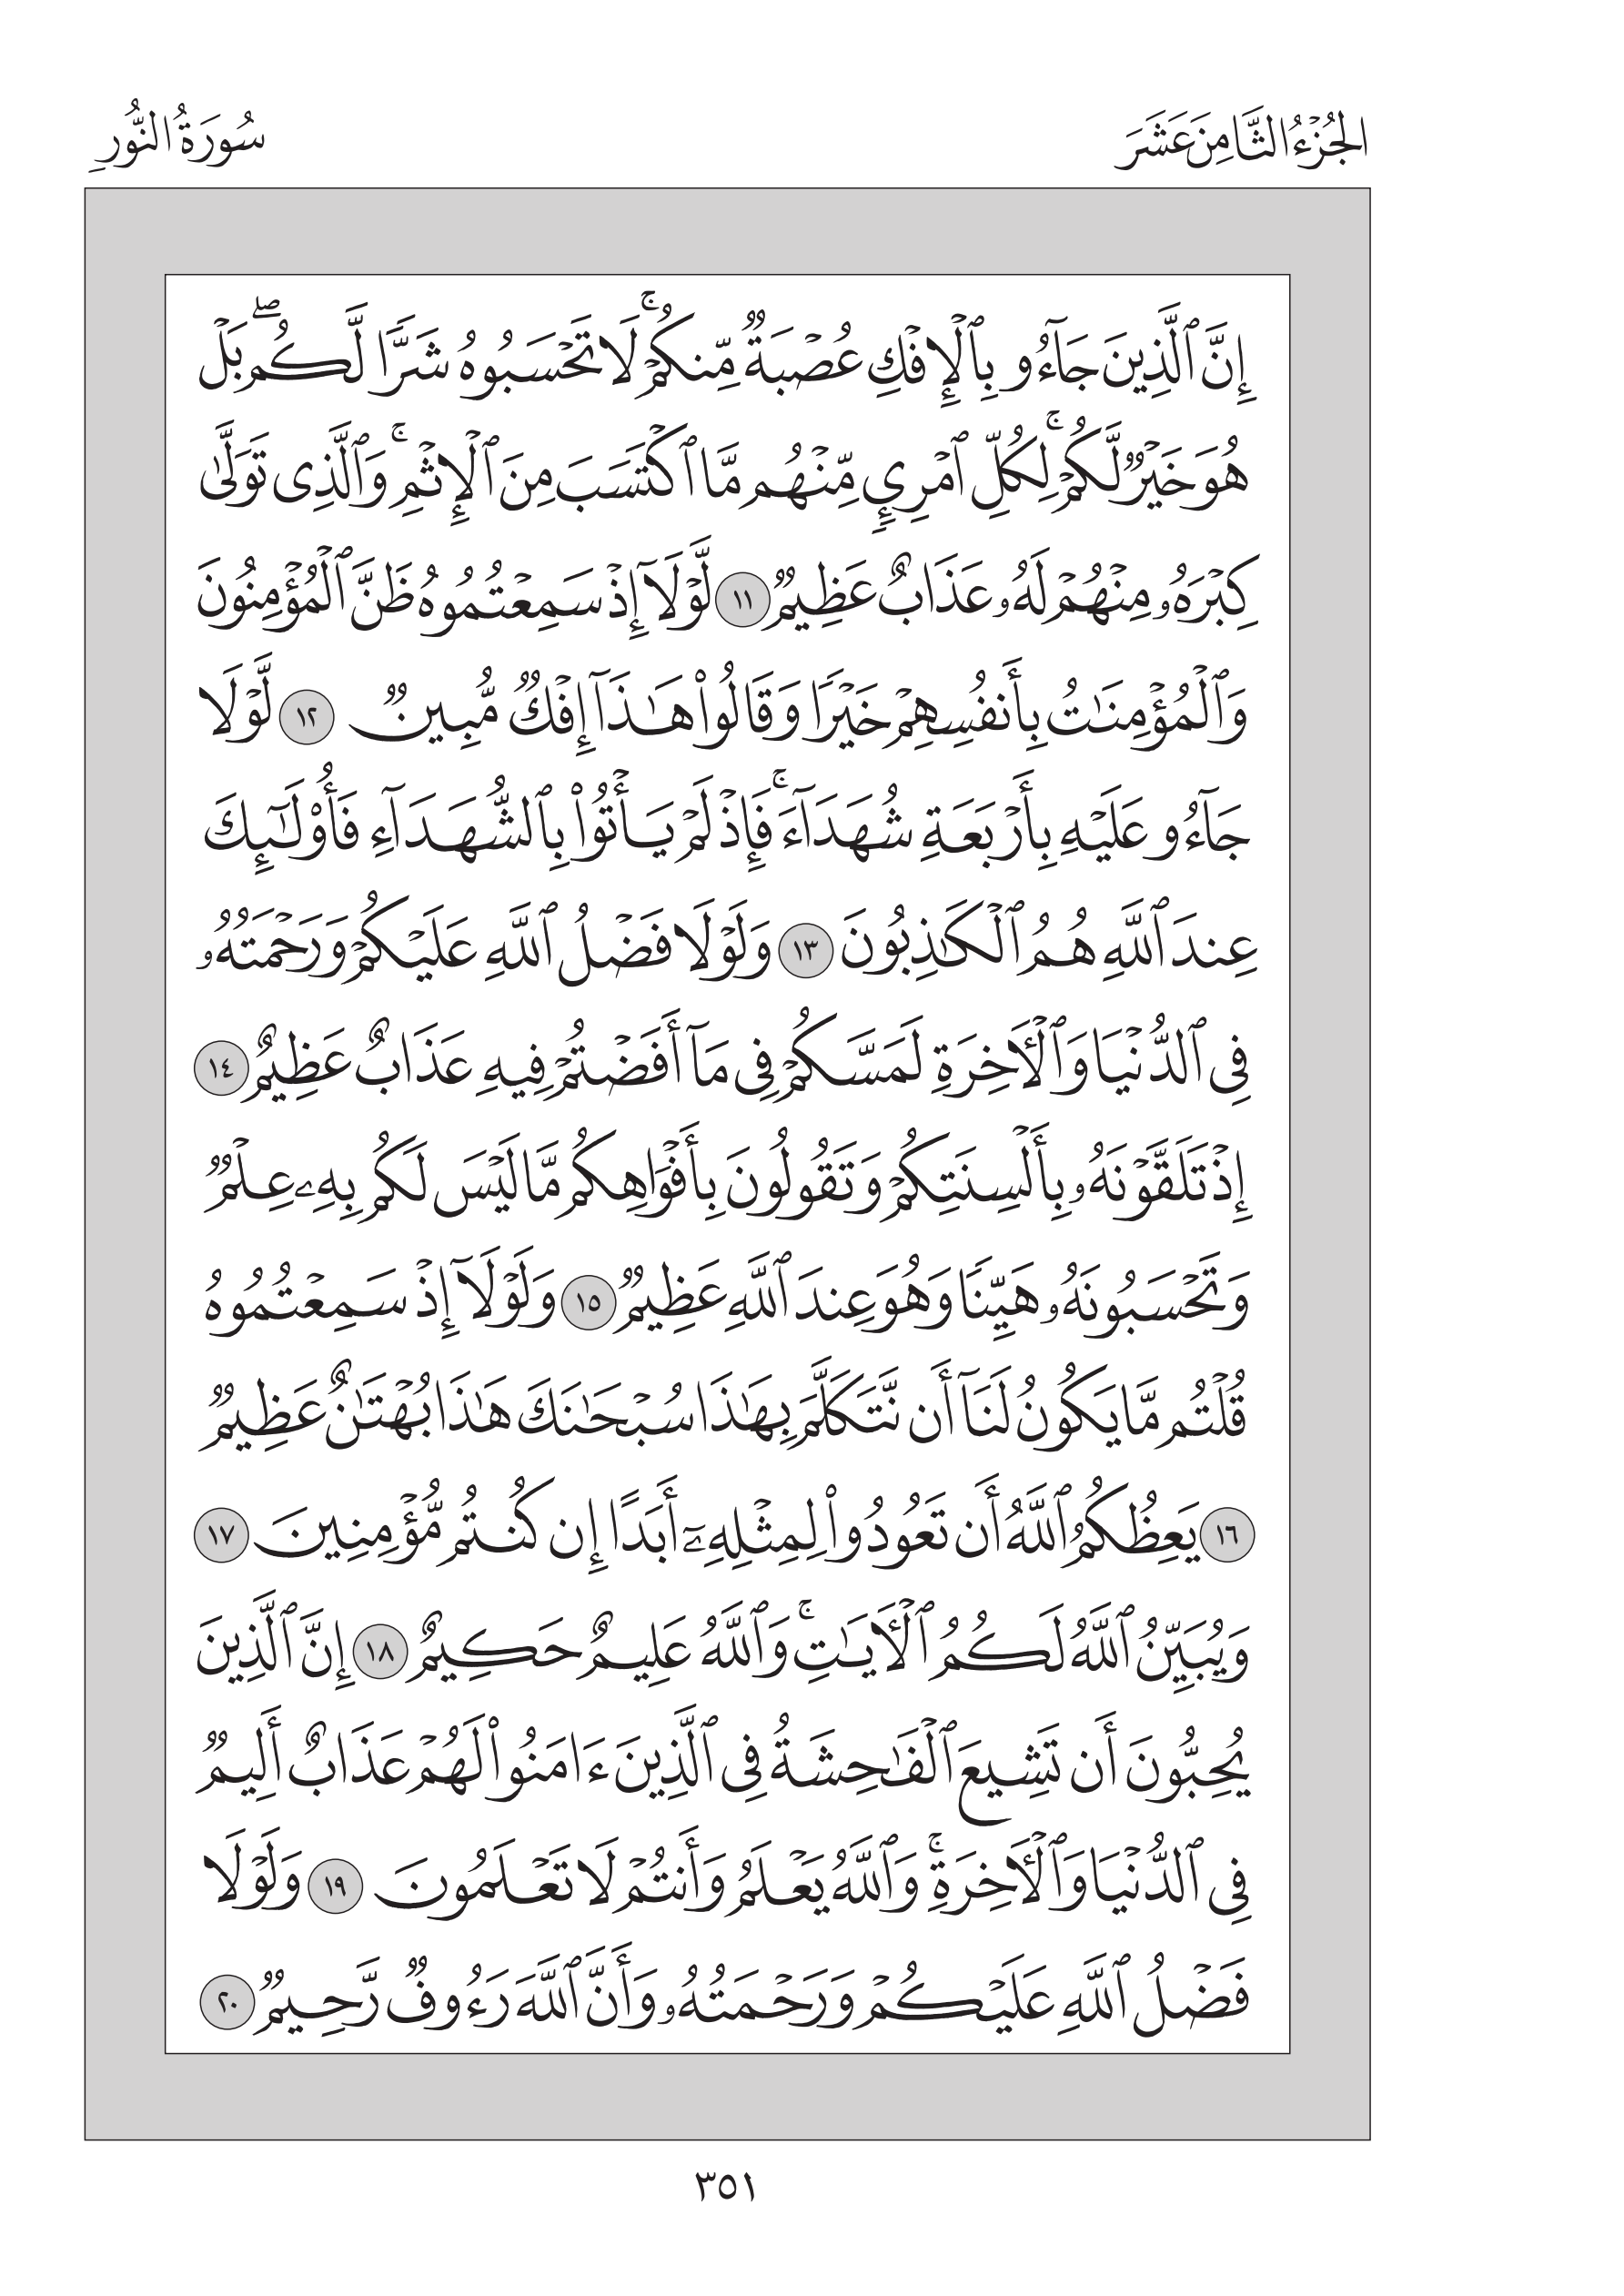 الجُزْءُ الثَّامِنَ عَشَرَ
سُورَةُ النُّورِ
إِنَّ ٱلَّذِينَ جَآءُو بِٱلْإِفْكِ عُصْبَةٌ مِّنكُمْ ۚ لَا تَحْسَبُوهُ شَرًّا لَّكُم ۖ بَلْ
هُوَ خَيْرٌ لَّكُمْ ۚ لِكُلِّ ٱمْرِئٍ مِّنْهُم مَّا ٱكْتَسَبَ مِنَ ٱلْإِثْمِ ۚ وَٱلَّذِى تَوَلَّىٰ
كِبْرَهُۥ مِنْهُمْ لَهُۥ عَذَابٌ عَظِيمٌ ١١ لَّوْلَآ إِذْ سَمِعْتُمُوهُ ظَنَّ ٱلْمُؤْمِنُونَ
وَٱلْمُؤْمِنَٰتُ بِأَنفُسِهِمْ خَيْرًا وَقَالُوا۟ هَٰذَآ إِفْكٌ مُّبِينٌ ١٢ لَّوْلَا
جَآءُو عَلَيْهِ بِأَرْبَعَةِ شُهَدَآءَ ۚ فَإِذْ لَمْ يَأْتُوا۟ بِٱلشُّهَدَآءِ فَأُو۟لَٰٓئِكَ
عِندَ ٱللَّهِ هُمُ ٱلْكَٰذِبُونَ ١٣ وَلَوْلَا فَضْلُ ٱللَّهِ عَلَيْكُمْ وَرَحْمَتُهُۥ
فِى ٱلدُّنْيَا وَٱلْـَٔاخِرَةِ لَمَسَّكُمْ فِى مَآ أَفَضْتُمْ فِيهِ عَذَابٌ عَظِيمٌ ١٤
إِذْ تَلَقَّوْنَهُۥ بِأَلْسِنَتِكُمْ وَتَقُولُونَ بِأَفْوَاهِكُم مَّا لَيْسَ لَكُم بِهِۦ عِلْمٌ
وَتَحْسَبُونَهُۥ هَيِّنًا وَهُوَ عِندَ ٱللَّهِ عَظِيمٌ ١٥ وَلَوْلَآ إِذْ سَمِعْتُمُوهُ
قُلْتُم مَّا يَكُونُ لَنَآ أَن نَّتَكَلَّمَ بِهَٰذَا سُبْحَٰنَكَ هَٰذَا بُهْتَٰنٌ عَظِيمٌ
١٦ يَعِظُكُمُ ٱللَّهُ أَن تَعُودُوا۟ لِمِثْلِهِۦٓ أَبَدًا إِن كُنتُم مُّؤْمِنِينَ ١٧
وَيُبَيِّنُ ٱللَّهُ لَكُمُ ٱلْـَٔايَٰتِ ۚ وَٱللَّهُ عَلِيمٌ حَكِيمٌ ١٨ إِنَّ ٱلَّذِينَ
يُحِبُّونَ أَن تَشِيعَ ٱلْفَٰحِشَةُ فِى ٱلَّذِينَ ءَامَنُوا۟ لَهُمْ عَذَابٌ أَلِيمٌ
فِى ٱلدُّنْيَا وَٱلْـَٔاخِرَةِ ۚ وَٱللَّهُ يَعْلَمُ وَأَنتُمْ لَا تَعْلَمُونَ ١٩ وَلَوْلَا
فَضْلُ ٱللَّهِ عَلَيْكُمْ وَرَحْمَتُهُۥ وَأَنَّ ٱللَّهَ رَءُوفٌ رَّحِيمٌ ٢٠
٣٥١